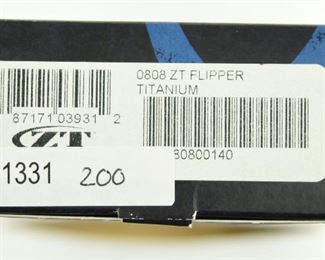 0808 ZT FLIPPER
TITANIUM
87171 03931 2
80800140
ZT
1331 200